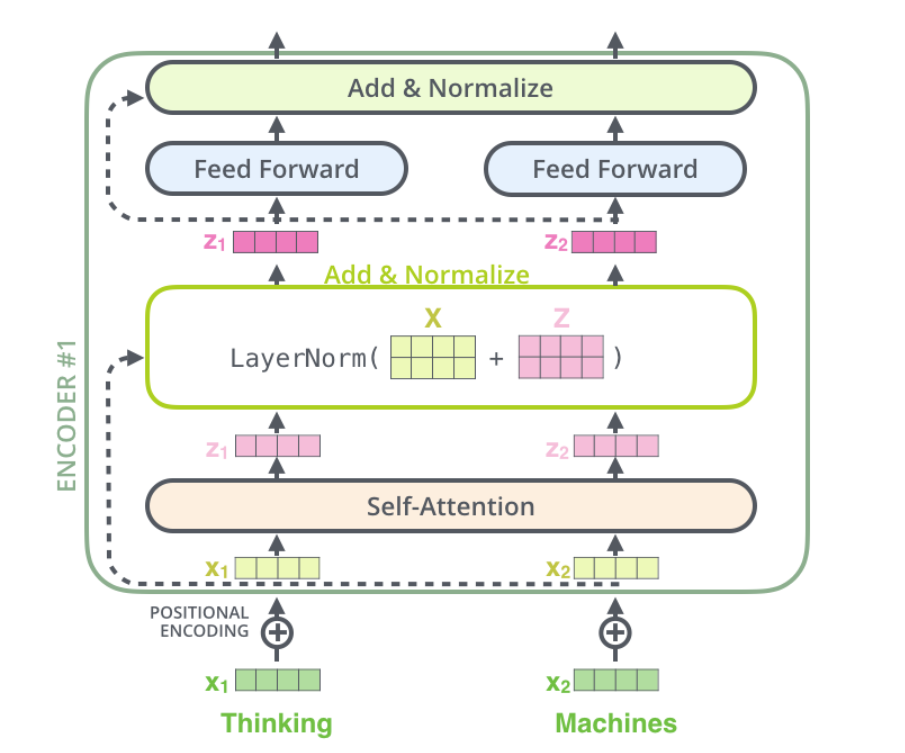 Add & Normalize
Feed Forward
Feed Forward
z1
z2
Add & Normalize
X
Z
LayerNorm(
+
)
ENCODER #1
z1
z2
Self-Attention
x1
x2
POSITIONAL
ENCODING
x1
x2
Thinking
Machines